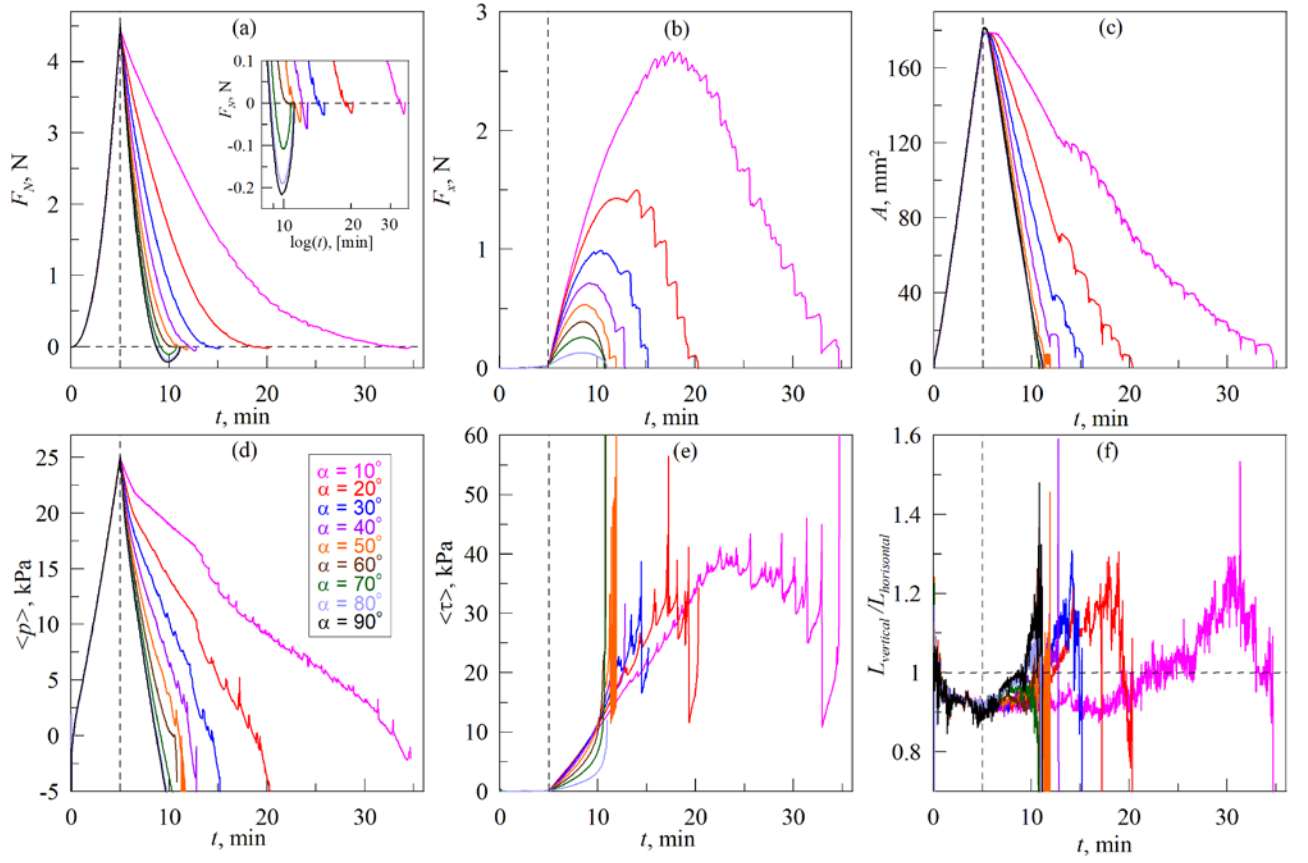 (a)
F_N, N
4
3
2
1
0
0
10
20
30
t, min
F_N, N
0.1
0
-0.1
-0.2
10
20
30
log(t), [min]
(b)
F_x, N
3
2
1
0
0
10
20
30
t, min
(c)
A, mm²
160
120
80
40
0
0
10
20
30
t, min
(d)
<p>, kPa
25
20
15
10
5
0
-5
0
10
20
30
t, min
α = 10°
α = 20°
α = 30°
α = 40°
α = 50°
α = 60°
α = 70°
α = 80°
α = 90°
(e)
<τ>, kPa
60
50
40
30
20
10
0
0
10
20
30
t, min
(f)
L_vertical / L_horisontal
1.6
1.4
1.2
1
0.8
0
10
20
30
t, min